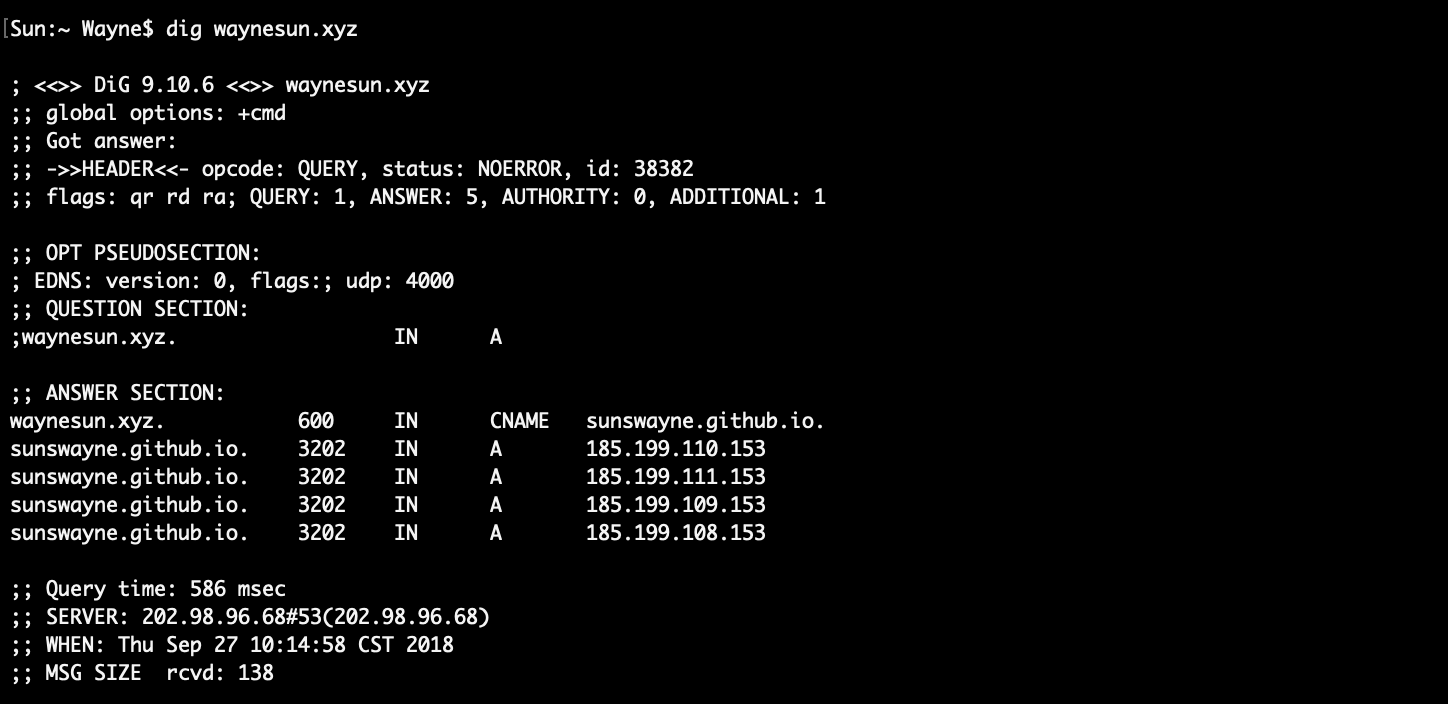 [Sun:~ Wayne$ dig waynesun.xyz
; <<>> DiG 9.10.6 <<>> waynesun.xyz
;; global options: +cmd
;; Got answer:
;; ->>HEADER<<- opcode: QUERY, status: NOERROR, id: 38382
;; flags: qr rd ra; QUERY: 1, ANSWER: 5, AUTHORITY: 0, ADDITIONAL: 1
;; OPT PSEUDOSECTION:
; EDNS: version: 0, flags:; udp: 4000
;; QUESTION SECTION:
;waynesun.xyz. IN A
;; ANSWER SECTION:
waynesun.xyz. 600 IN CNAME sunswayne.github.io.
sunswayne.github.io. 3202 IN A 185.199.110.153
sunswayne.github.io. 3202 IN A 185.199.111.153
sunswayne.github.io. 3202 IN A 185.199.109.153
sunswayne.github.io. 3202 IN A 185.199.108.153
;; Query time: 586 msec
;; SERVER: 202.98.96.68#53(202.98.96.68)
;; WHEN: Thu Sep 27 10:14:58 CST 2018
;; MSG SIZE  rcvd: 138